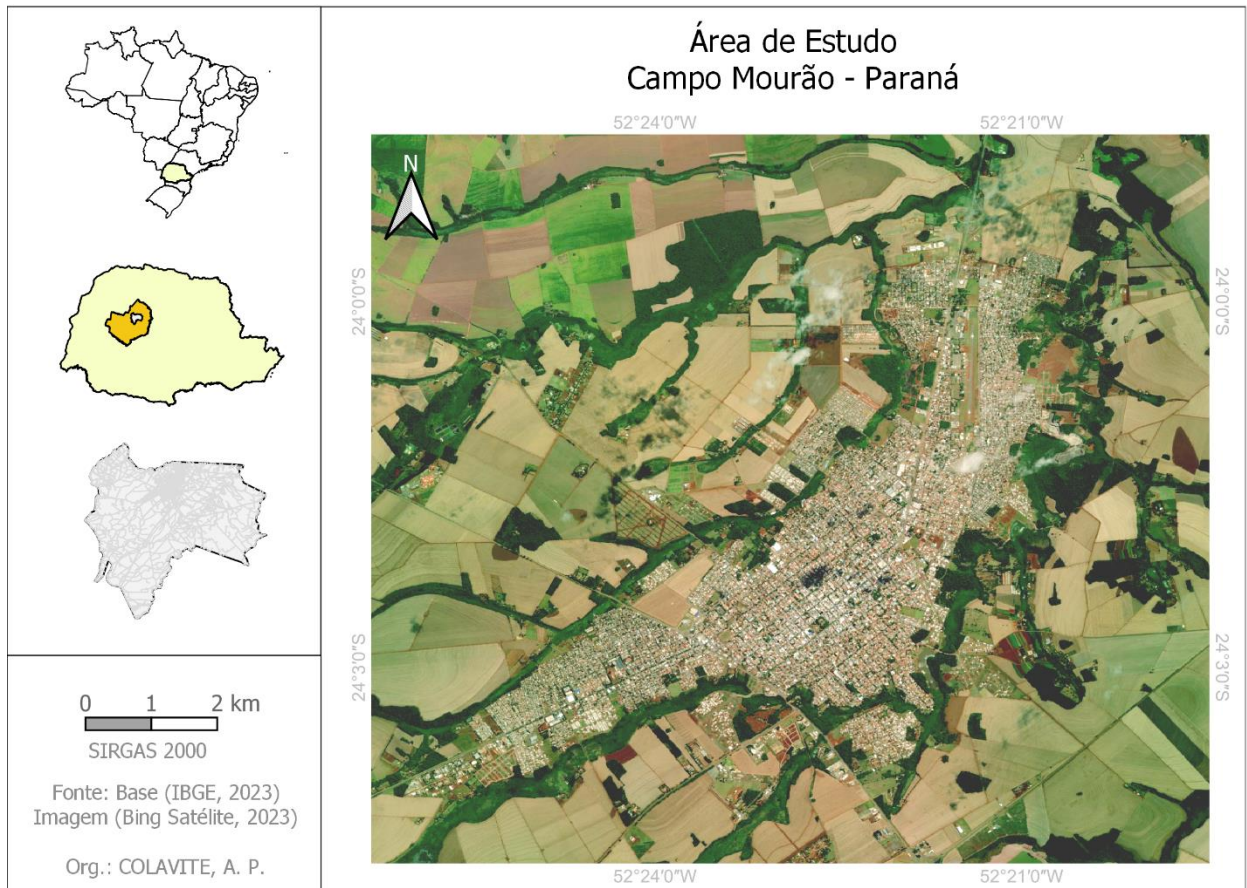 Área de Estudo
Campo Mourão - Paraná
52°24'0"W
52°21'0"W
N
24°0'0"S
24°0'0"S
24°3'0"S
24°3'0"S
52°24'0"W
52°21'0"W
0 1 2 km
SIRGAS 2000
Fonte: Base (IBGE, 2023)
Imagem (Bing Satélite, 2023)
Org.: COLAVITE, A. P.